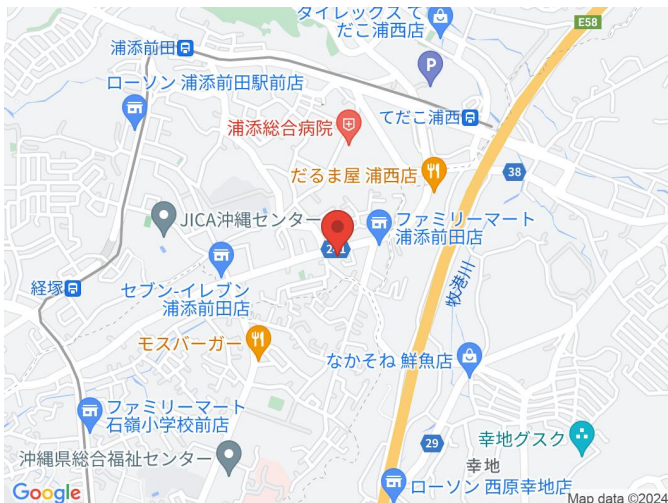 タイレックス て
だこ浦西店
E58
浦添前田
P
ローソン 浦添前田駅前店
浦添総合病院
てだこ浦西
38
だるま屋 浦西店
JICA沖縄センター
ファミリーマート
浦添前田店
牧港川
経塚
セブン-イレブン
浦添前田店
モスバーガー
なかそね 鮮魚店
ファミリーマート
石嶺小学校前店
29
幸地グスク
沖縄県総合福祉センター
幸地
ローソン 西原幸地店
Google
Map data ©2024